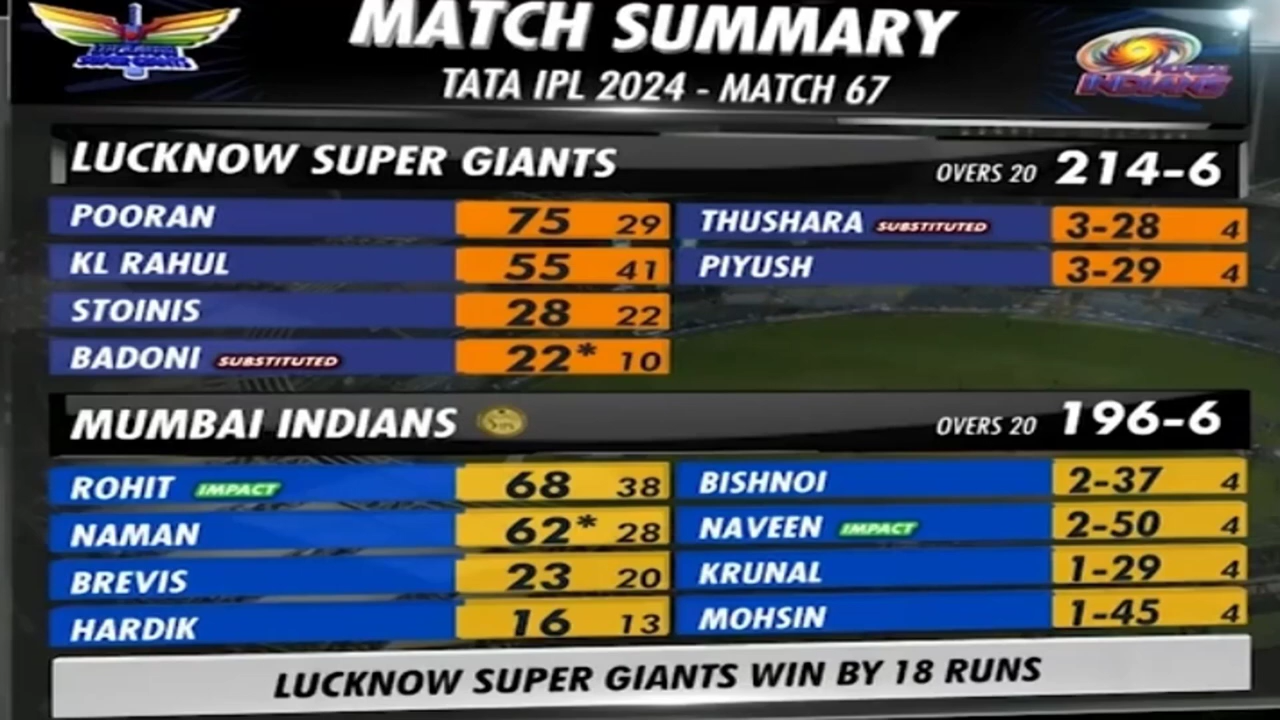 MATCH SUMMARY
TATA IPL 2024 - MATCH 67
SUPER GIANTS
INDIANS
LUCKNOW SUPER GIANTS OVERS 20 214-6
POORAN 75 29 THUSHARA SUBSTITUTED 3-28 4
KL RAHUL 55 41 PIYUSH 3-29 4
STOINIS 28 22
BADONI SUBSTITUTED 22* 10
MUMBAI INDIANS OVERS 20 196-6
ROHIT IMPACT 68 38 BISHNOI 2-37 4
NAMAN 62* 28 NAVEEN IMPACT 2-50 4
BREVIS 23 20 KRUNAL 1-29 4
HARDIK 16 13 MOHSIN 1-45 4
LUCKNOW SUPER GIANTS WIN BY 18 RUNS